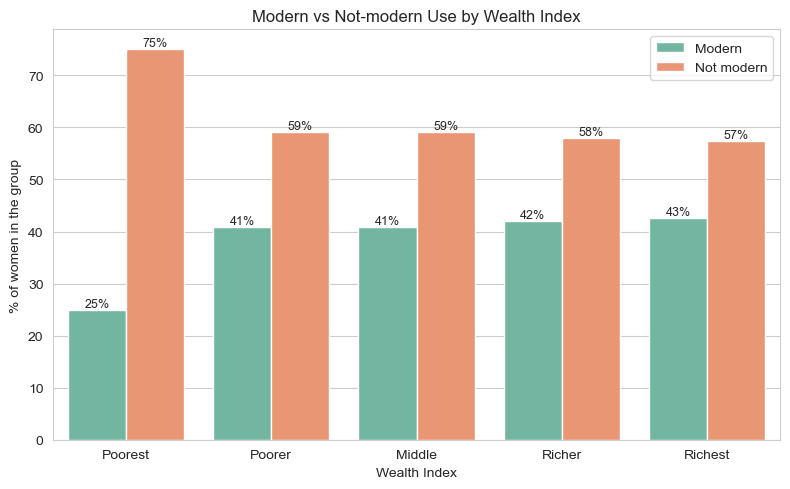 Modern vs Not-modern Use by Wealth Index
Modern
Not modern
% of women in the group
70
60
50
40
30
20
10
0
25%
75%
41%
59%
41%
59%
42%
58%
43%
57%
Poorest
Poorer
Middle
Richer
Richest
Wealth Index